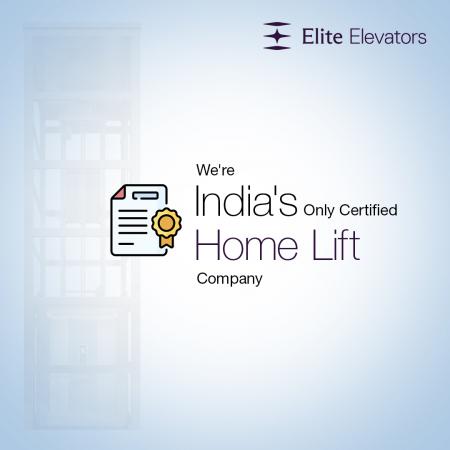 Elite Elevators
We're
India's Only Certified
Home Lift
Company